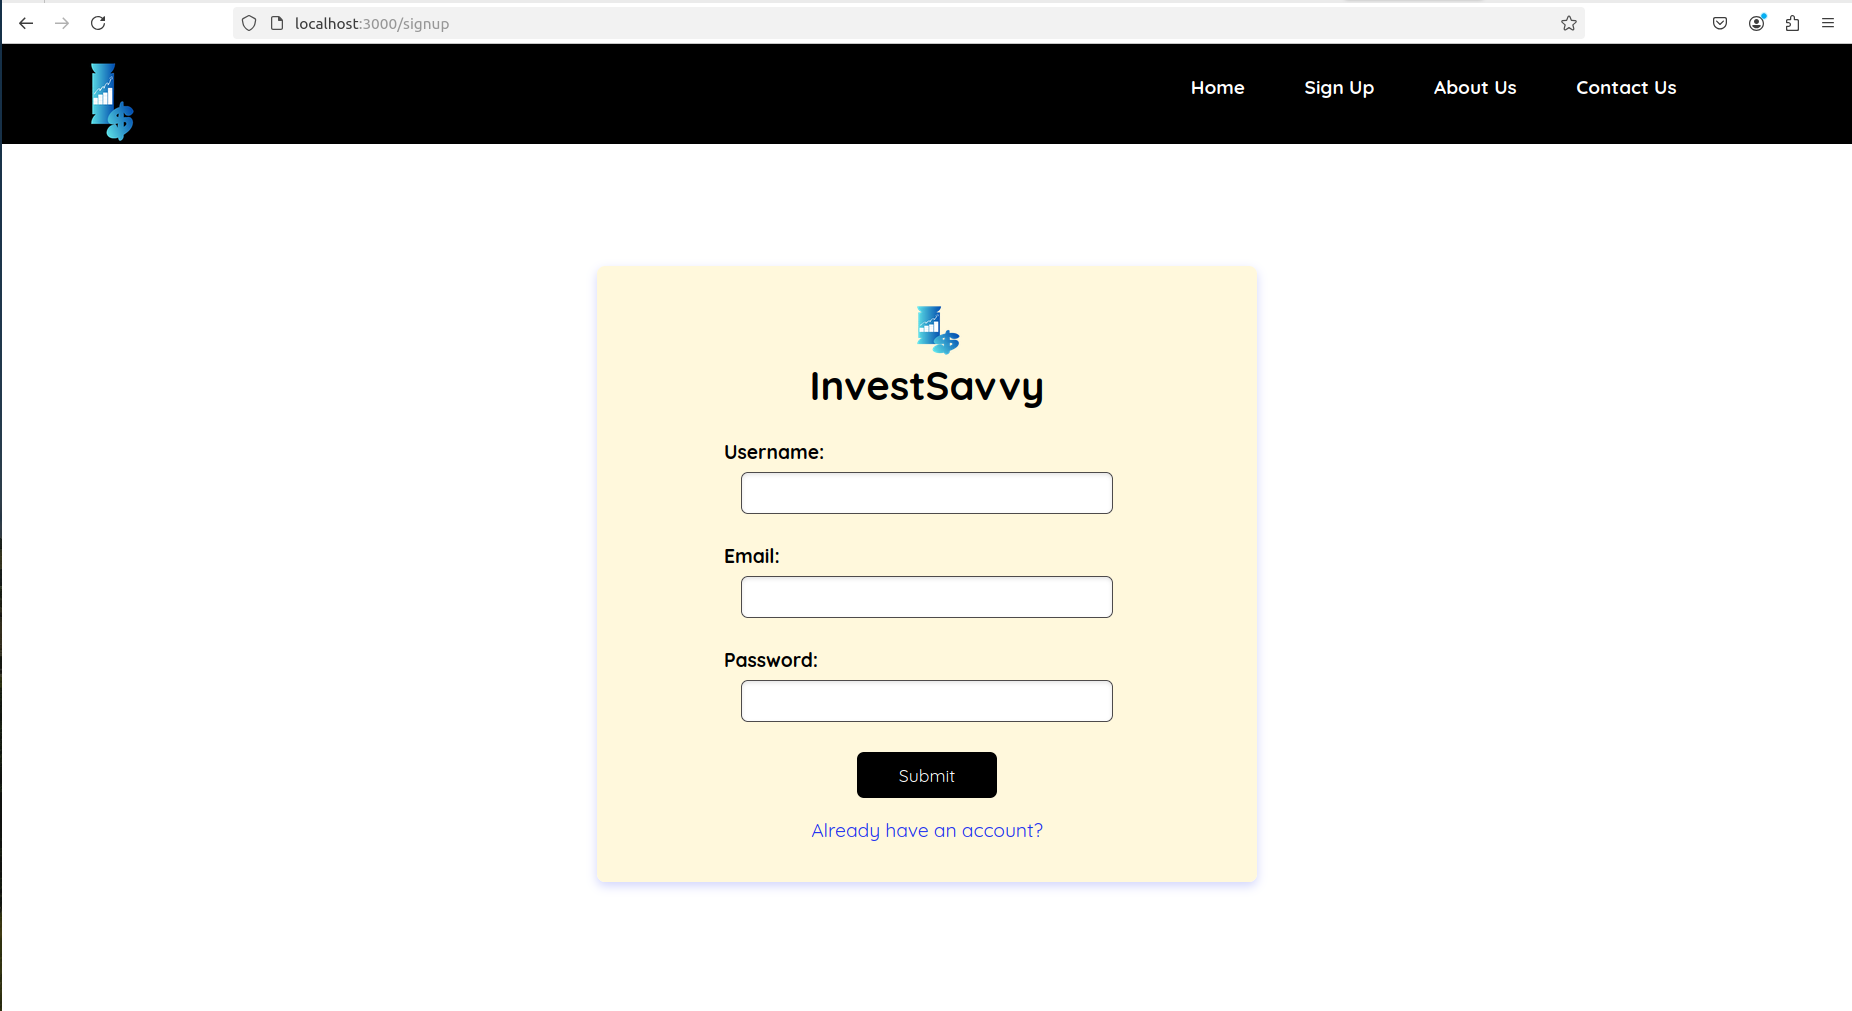 localhost:3000/signup
Home Sign Up About Us Contact Us
$
$
InvestSavvy
Username:
Email:
Password:
Submit
Already have an account?